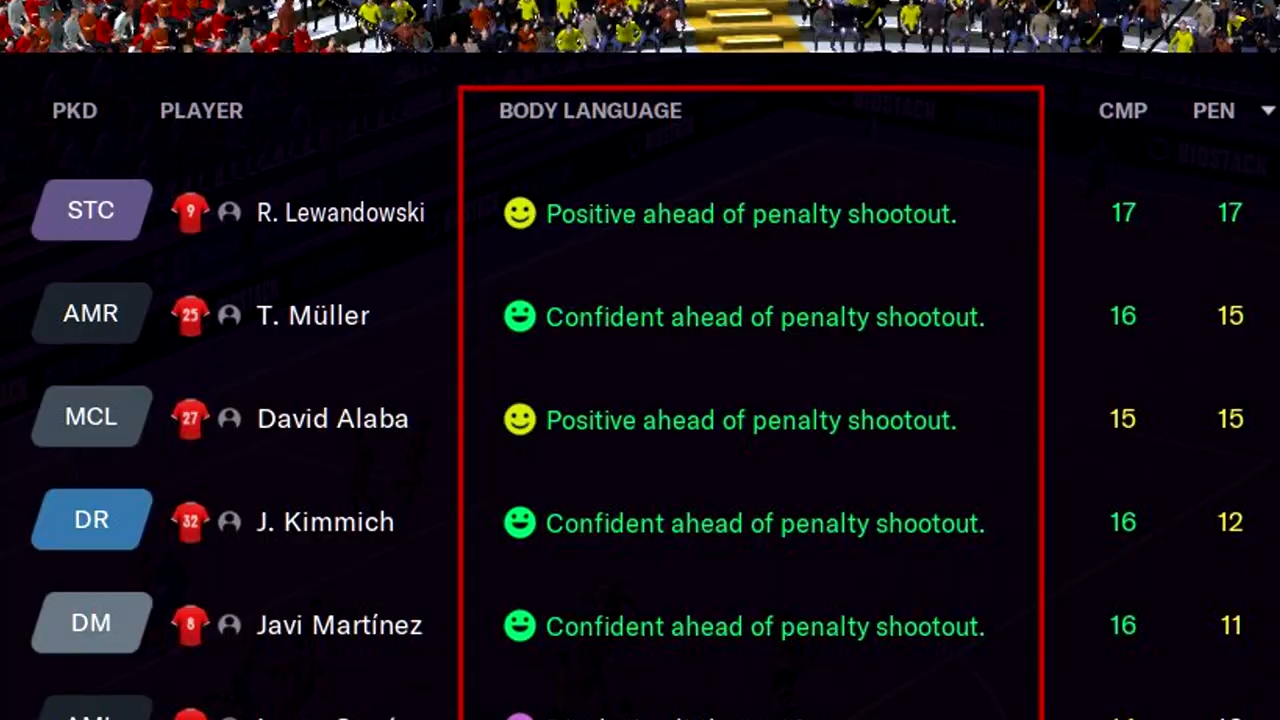 PKD PLAYER BODY LANGUAGE CMP PEN
STC 9 R. Lewandowski Positive ahead of penalty shootout. 17 17
AMR 25 T. Müller Confident ahead of penalty shootout. 16 15
MCL 27 David Alaba Positive ahead of penalty shootout. 15 15
DR 32 J. Kimmich Confident ahead of penalty shootout. 16 12
DM 8 Javi Martínez Confident ahead of penalty shootout. 16 11